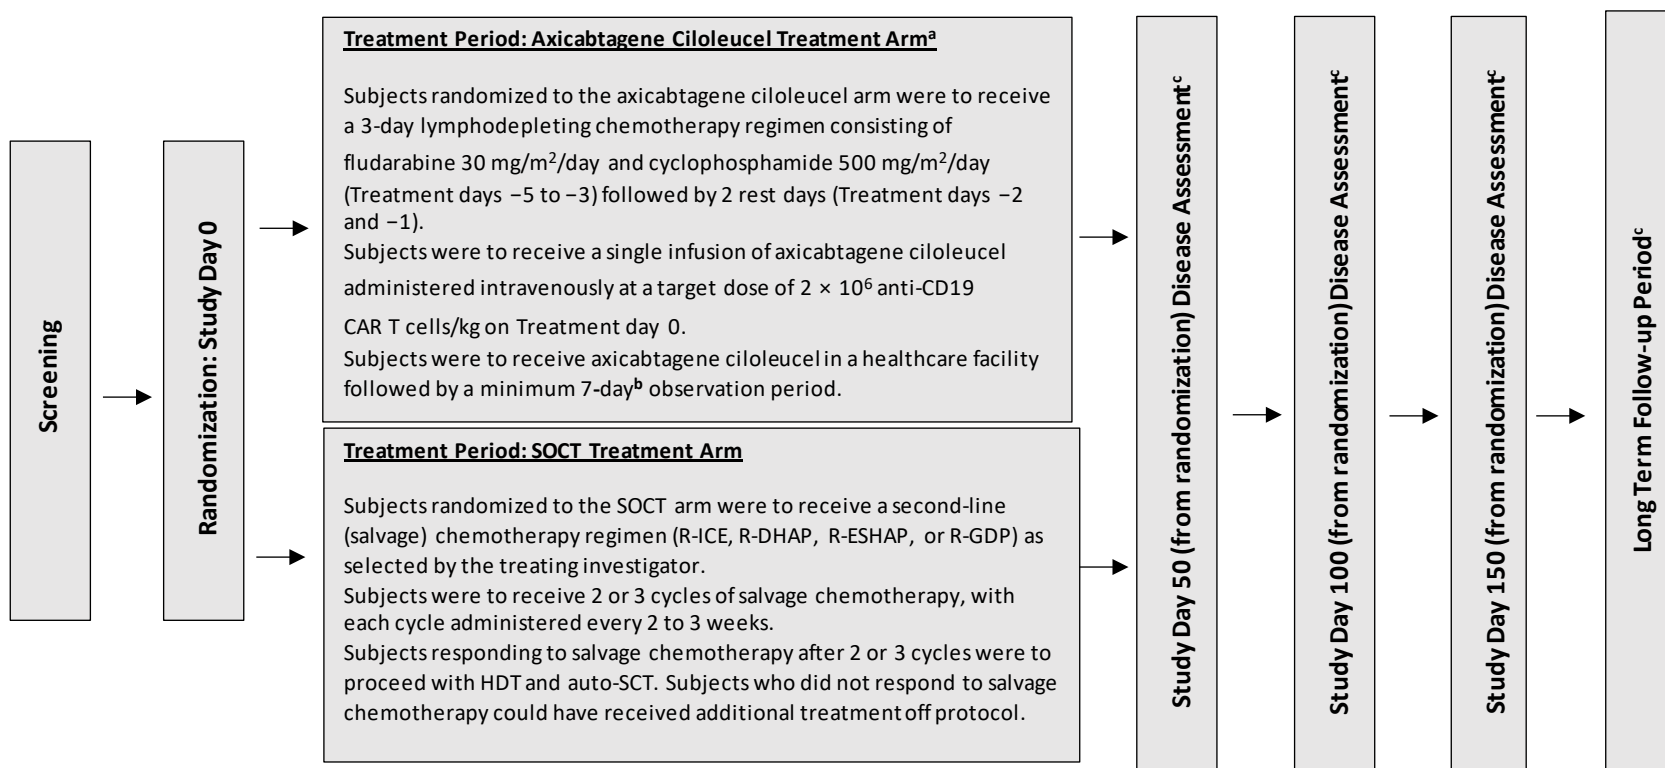 Screening
Randomization: Study Day 0
Treatment Period: Axicabtagene Ciloleucel Treatment Armᵃ
Subjects randomized to the axicabtagene ciloleucel arm were to receive
a 3-day lymphodepleting chemotherapy regimen consisting of
fludarabine 30 mg/m²/day and cyclophosphamide 500 mg/m²/day
(Treatment days −5 to −3) followed by 2 rest days (Treatment days −2
and −1).
Subjects were to receive a single infusion of axicabtagene ciloleucel
administered intravenously at a target dose of 2 × 10⁶ anti-CD19
CAR T cells/kg on Treatment day 0.
Subjects were to receive axicabtagene ciloleucel in a healthcare facility
followed by a minimum 7-dayᵇ observation period.
Treatment Period: SOCT Treatment Arm
Subjects randomized to the SOCT arm were to receive a second-line
(salvage) chemotherapy regimen (R-ICE, R-DHAP, R-ESHAP, or R-GDP) as
selected by the treating investigator.
Subjects were to receive 2 or 3 cycles of salvage chemotherapy, with
each cycle administered every 2 to 3 weeks.
Subjects responding to salvage chemotherapy after 2 or 3 cycles were to
proceed with HDT and auto-SCT. Subjects who did not respond to salvage
chemotherapy could have received additional treatment off protocol.
Study Day 50 (from randomization) Disease Assessmentᶜ
Study Day 100 (from randomization) Disease Assessmentᶜ
Study Day 150 (from randomization) Disease Assessmentᶜ
Long Term Follow-up Periodᶜ